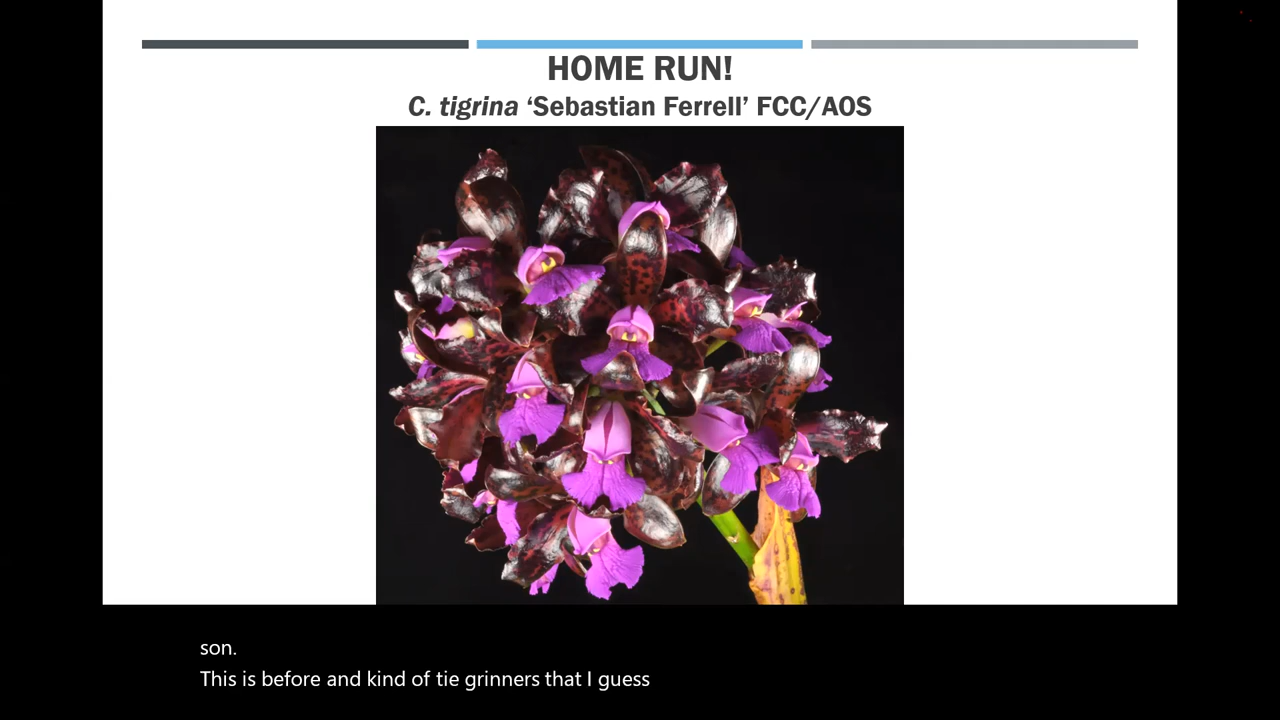 HOME RUN!
C. tigrina ‘Sebastian Ferrell’ FCC/AOS
son.
This is before and kind of tie grinners that I guess